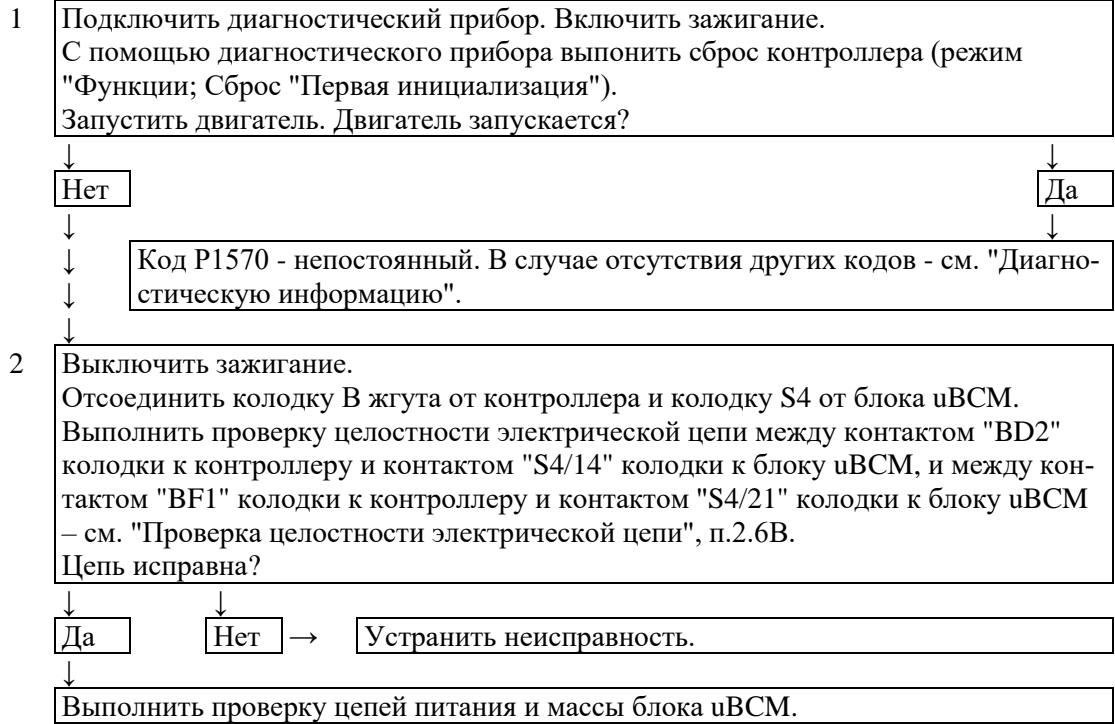 1 Подключить диагностический прибор. Включить зажигание.
С помощью диагностического прибора выпонить сброс контроллера (режим
"Функции; Сброс "Первая инициализация").
Запустить двигатель. Двигатель запускается?
↓ ↓
Нет Да
↓ ↓
↓ Код Р1570 - непостоянный. В случае отсутствия других кодов - см. "Диагно-
↓ стическую информацию".
↓
2 Выключить зажигание.
Отсоединить колодку В жгута от контроллера и колодку S4 от блока uBCM.
Выполнить проверку целостности электрической цепи между контактом "BD2"
колодки к контроллеру и контактом "S4/14" колодки к блоку uBCM, и между кон-
тактом "BF1" колодки к контроллеру и контактом "S4/21" колодки к блоку uBCM
– см. "Проверка целостности электрической цепи", п.2.6В.
Цепь исправна?
↓ ↓
Да Нет → Устранить неисправность.
↓
Выполнить проверку цепей питания и массы блока uBCM.